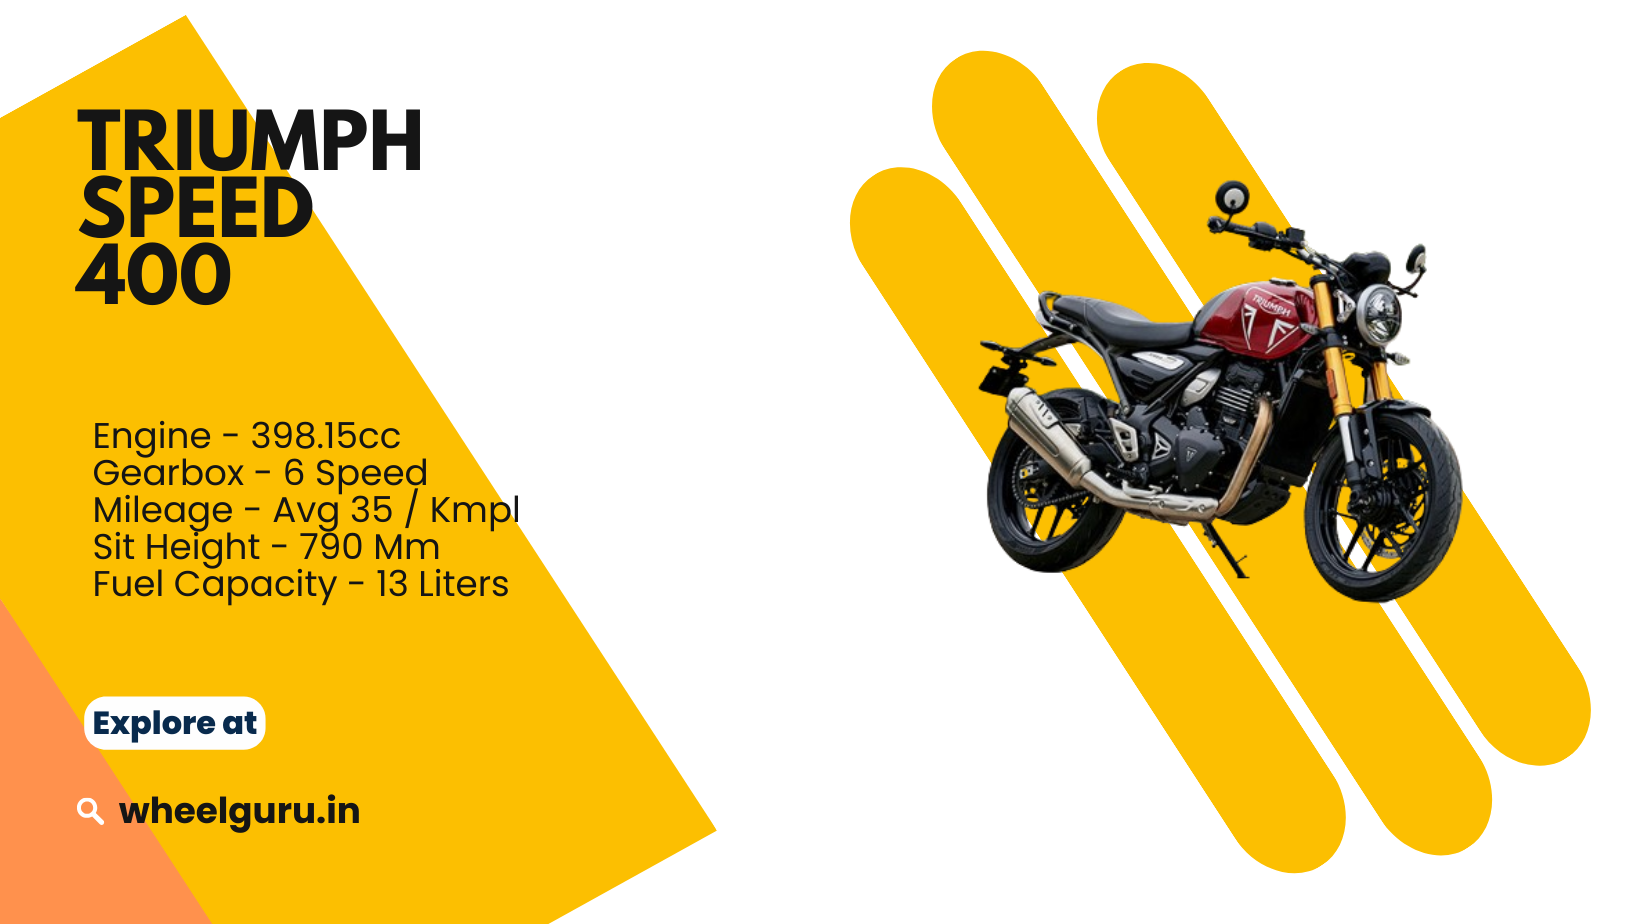 TRIUMPH
SPEED
400
Engine - 398.15cc
Gearbox - 6 Speed
Mileage - Avg 35 / Kmpl
Sit Height - 790 Mm
Fuel Capacity - 13 Liters
Explore at
wheelguru.in
TRIUMPH